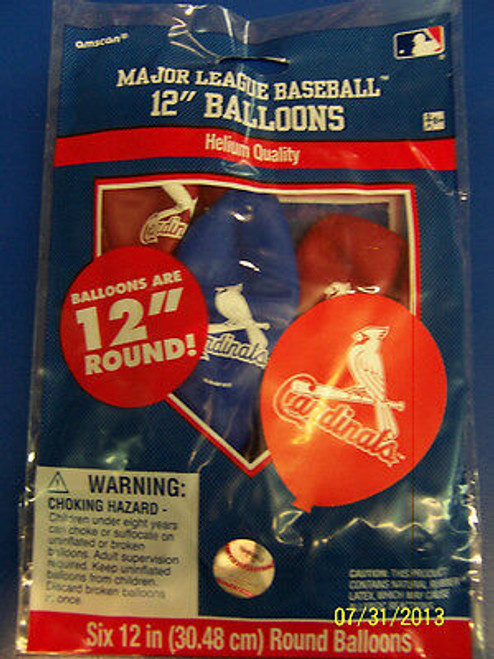 amscan®
MAJOR LEAGUE BASEBALL™
12" BALLOONS
Helium Quality
Cardin
BALLOONS ARE
12"
ROUND!
ardinals
Cardinals™
WARNING:
CHOKING HAZARD -
Children under eight years
can choke or suffocate on
uninflated or broken
balloons. Adult supervision
required. Keep uninflated
balloons from children.
Discard broken balloons
at once.
CAUTION: THIS PRODUCT
CONTAINS NATURAL RUBBER
LATEX, WHICH MAY CAUSE
07/31/2013
Six 12 in (30.48 cm) Round Balloons